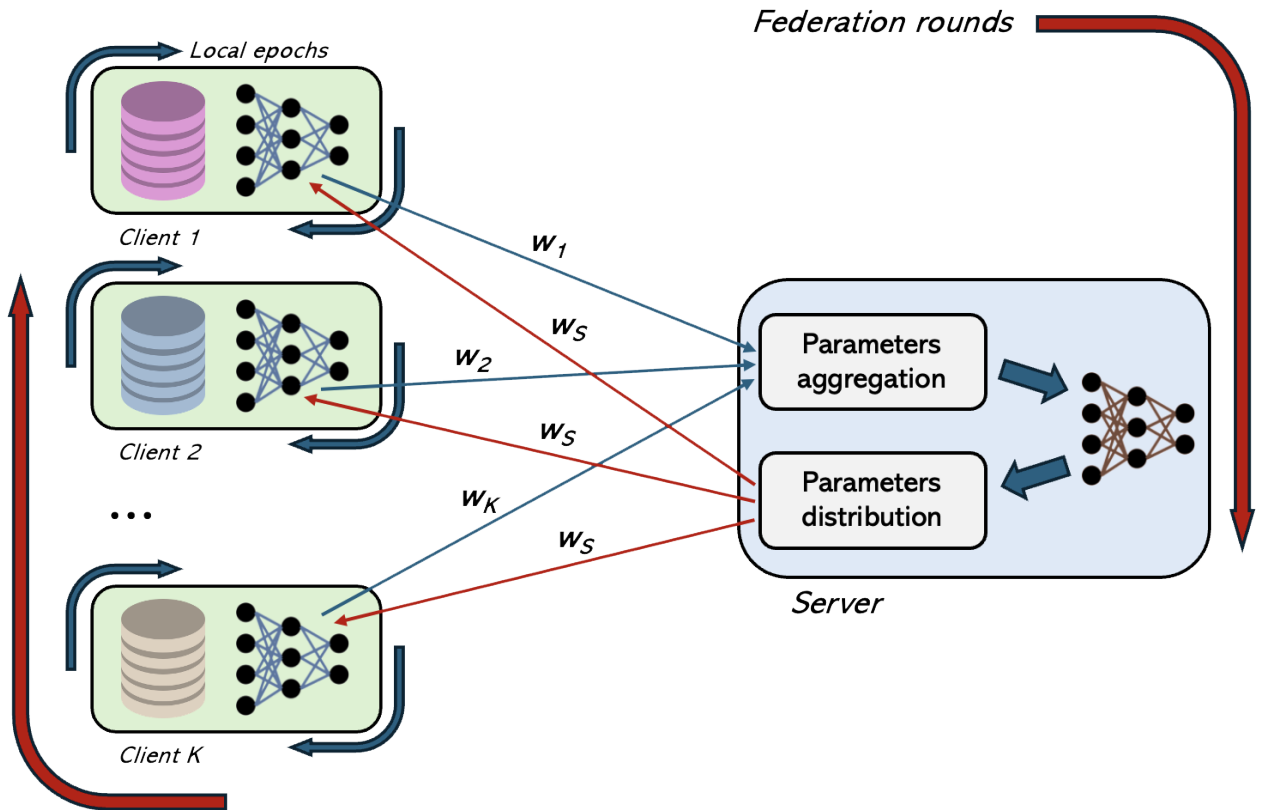 Federation rounds
Local epochs
Client 1
w1
wS
Client 2
w2
wS
...
wK
wS
Client K
Parameters
aggregation
Parameters
distribution
Server